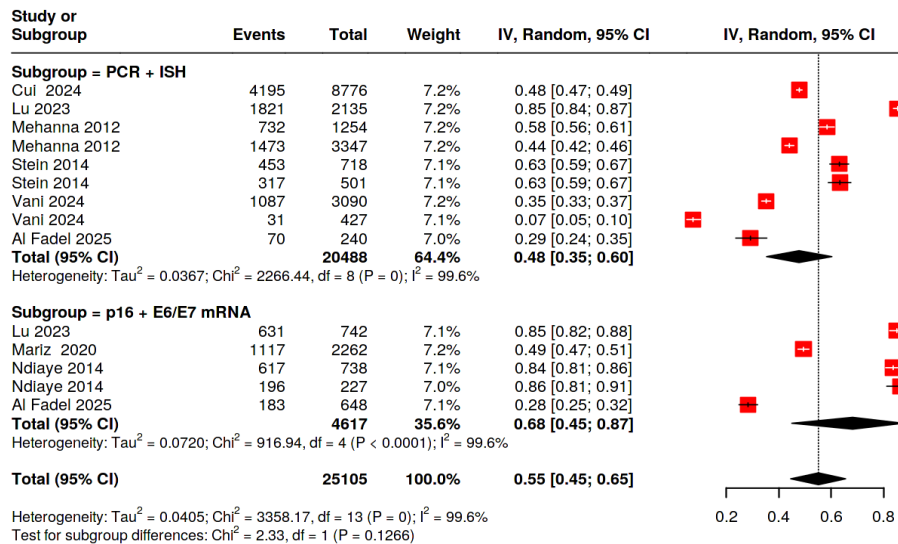 Study or
Subgroup Events Total Weight IV, Random, 95% CI IV, Random, 95% CI
Subgroup = PCR + ISH
Cui 2024 4195 8776 7.2% 0.48 [0.47; 0.49]
Lu 2023 1821 2135 7.2% 0.85 [0.84; 0.87]
Mehanna 2012 732 1254 7.2% 0.58 [0.56; 0.61]
Mehanna 2012 1473 3347 7.2% 0.44 [0.42; 0.46]
Stein 2014 453 718 7.1% 0.63 [0.59; 0.67]
Stein 2014 317 501 7.1% 0.63 [0.59; 0.67]
Vani 2024 1087 3090 7.2% 0.35 [0.33; 0.37]
Vani 2024 31 427 7.1% 0.07 [0.05; 0.10]
Al Fadel 2025 70 240 7.0% 0.29 [0.24; 0.35]
Total (95% CI) 20488 64.4% 0.48 [0.35; 0.60]
Heterogeneity: Tau² = 0.0367; Chi² = 2266.44, df = 8 (P = 0); I² = 99.6%
Subgroup = p16 + E6/E7 mRNA
Lu 2023 631 742 7.1% 0.85 [0.82; 0.88]
Mariz 2020 1117 2262 7.2% 0.49 [0.47; 0.51]
Ndiaye 2014 617 738 7.1% 0.84 [0.81; 0.86]
Ndiaye 2014 196 227 7.0% 0.86 [0.81; 0.91]
Al Fadel 2025 183 648 7.1% 0.28 [0.25; 0.32]
Total (95% CI) 4617 35.6% 0.68 [0.45; 0.87]
Heterogeneity: Tau² = 0.0720; Chi² = 916.94, df = 4 (P < 0.0001); I² = 99.6%
Total (95% CI) 25105 100.0% 0.55 [0.45; 0.65]
Heterogeneity: Tau² = 0.0405; Chi² = 3358.17, df = 13 (P = 0); I² = 99.6%
Test for subgroup differences: Chi² = 2.33, df = 1 (P = 0.1266)
0.2 0.4 0.6 0.8